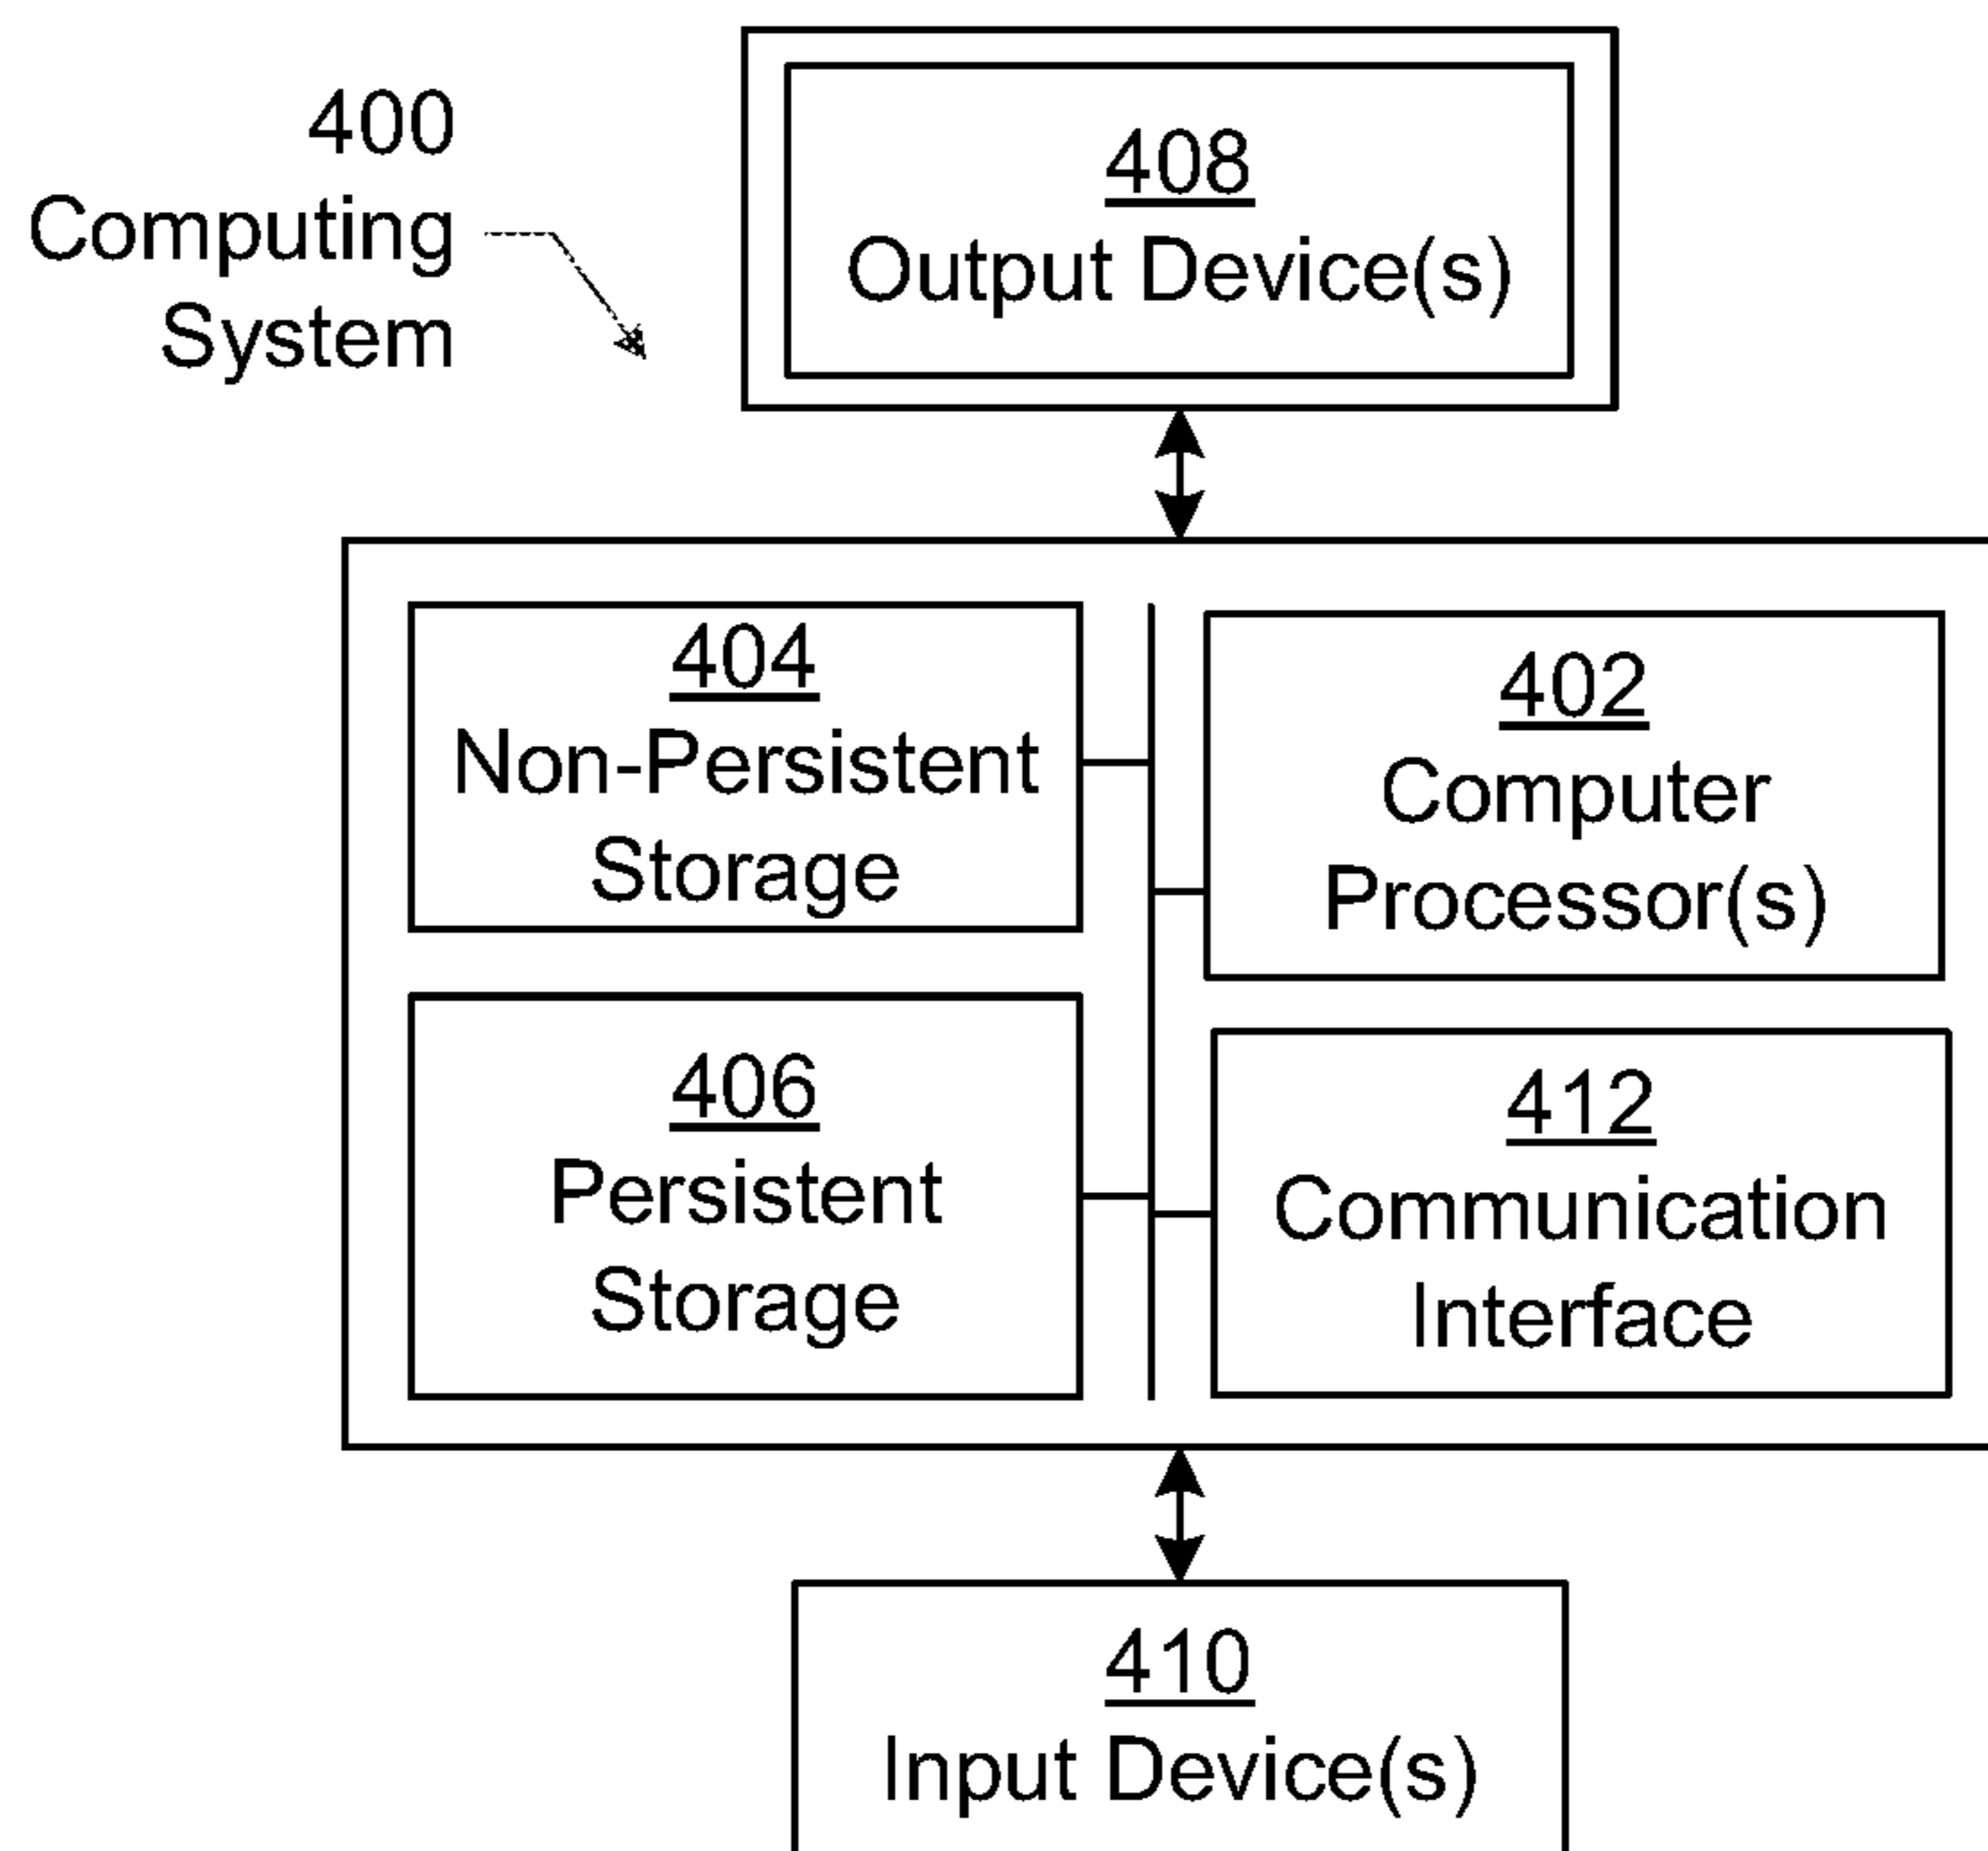 400
Computing
System
408
Output Device(s)
404
Non-Persistent
Storage
402
Computer
Processor(s)
406
Persistent
Storage
412
Communication
Interface
410
Input Device(s)